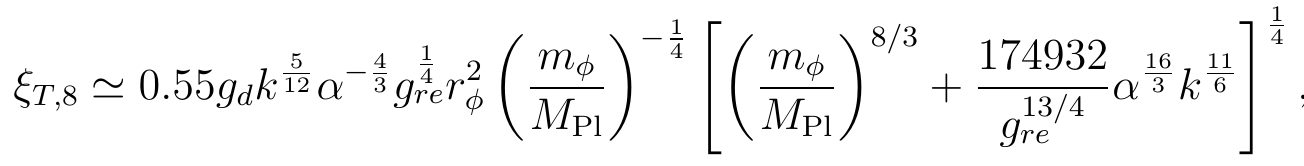 $\xi_{T,8} \simeq 0.55 g_d k^{\frac{5}{12}} \alpha^{-\frac{4}{3}} g_{re}^{\frac{1}{4}} r_\phi^2 \left( \frac{m_\phi}{M_{\mathrm{Pl}}} \right)^{-\frac{1}{4}} \left[ \left( \frac{m_\phi}{M_{\mathrm{Pl}}} \right)^{8/3} + \frac{174932}{g_{re}^{13/4}} \alpha^{\frac{16}{3}} k^{\frac{11}{6}} \right]^{\frac{1}{4}},$